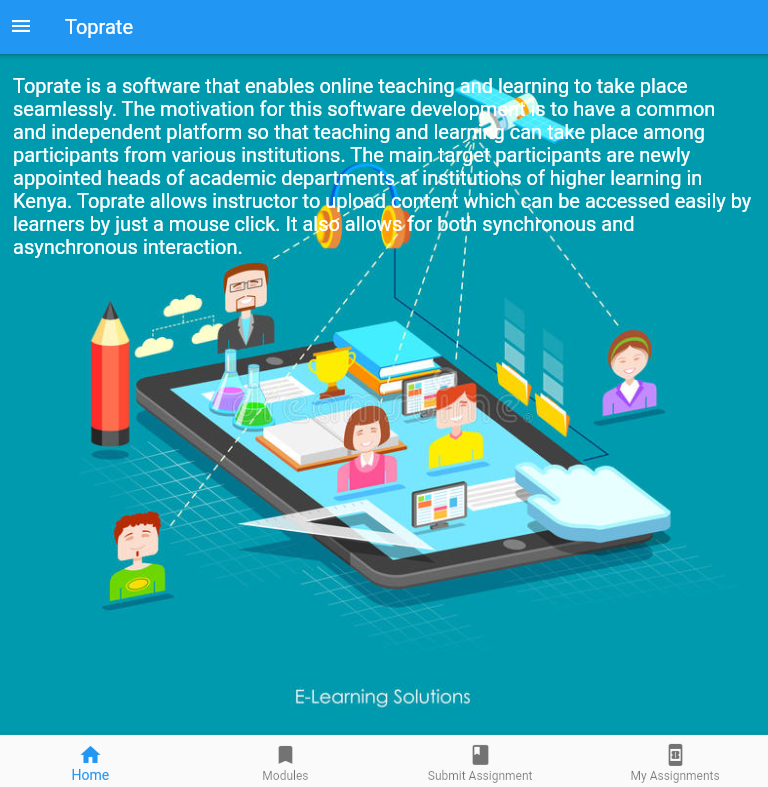 Toprate
Toprate is a software that enables online teaching and learning to take place
seamlessly. The motivation for this software development is to have a common
and independent platform so that teaching and learning can take place among
participants from various institutions. The main target participants are newly
appointed heads of academic departments at institutions of higher learning in
Kenya. Toprate allows instructor to upload content which can be accessed easily by
learners by just a mouse click. It also allows for both synchronous and
asynchronous interaction.
dreamstime.
E-Learning Solutions
Home
Modules
Submit Assignment
My Assignments